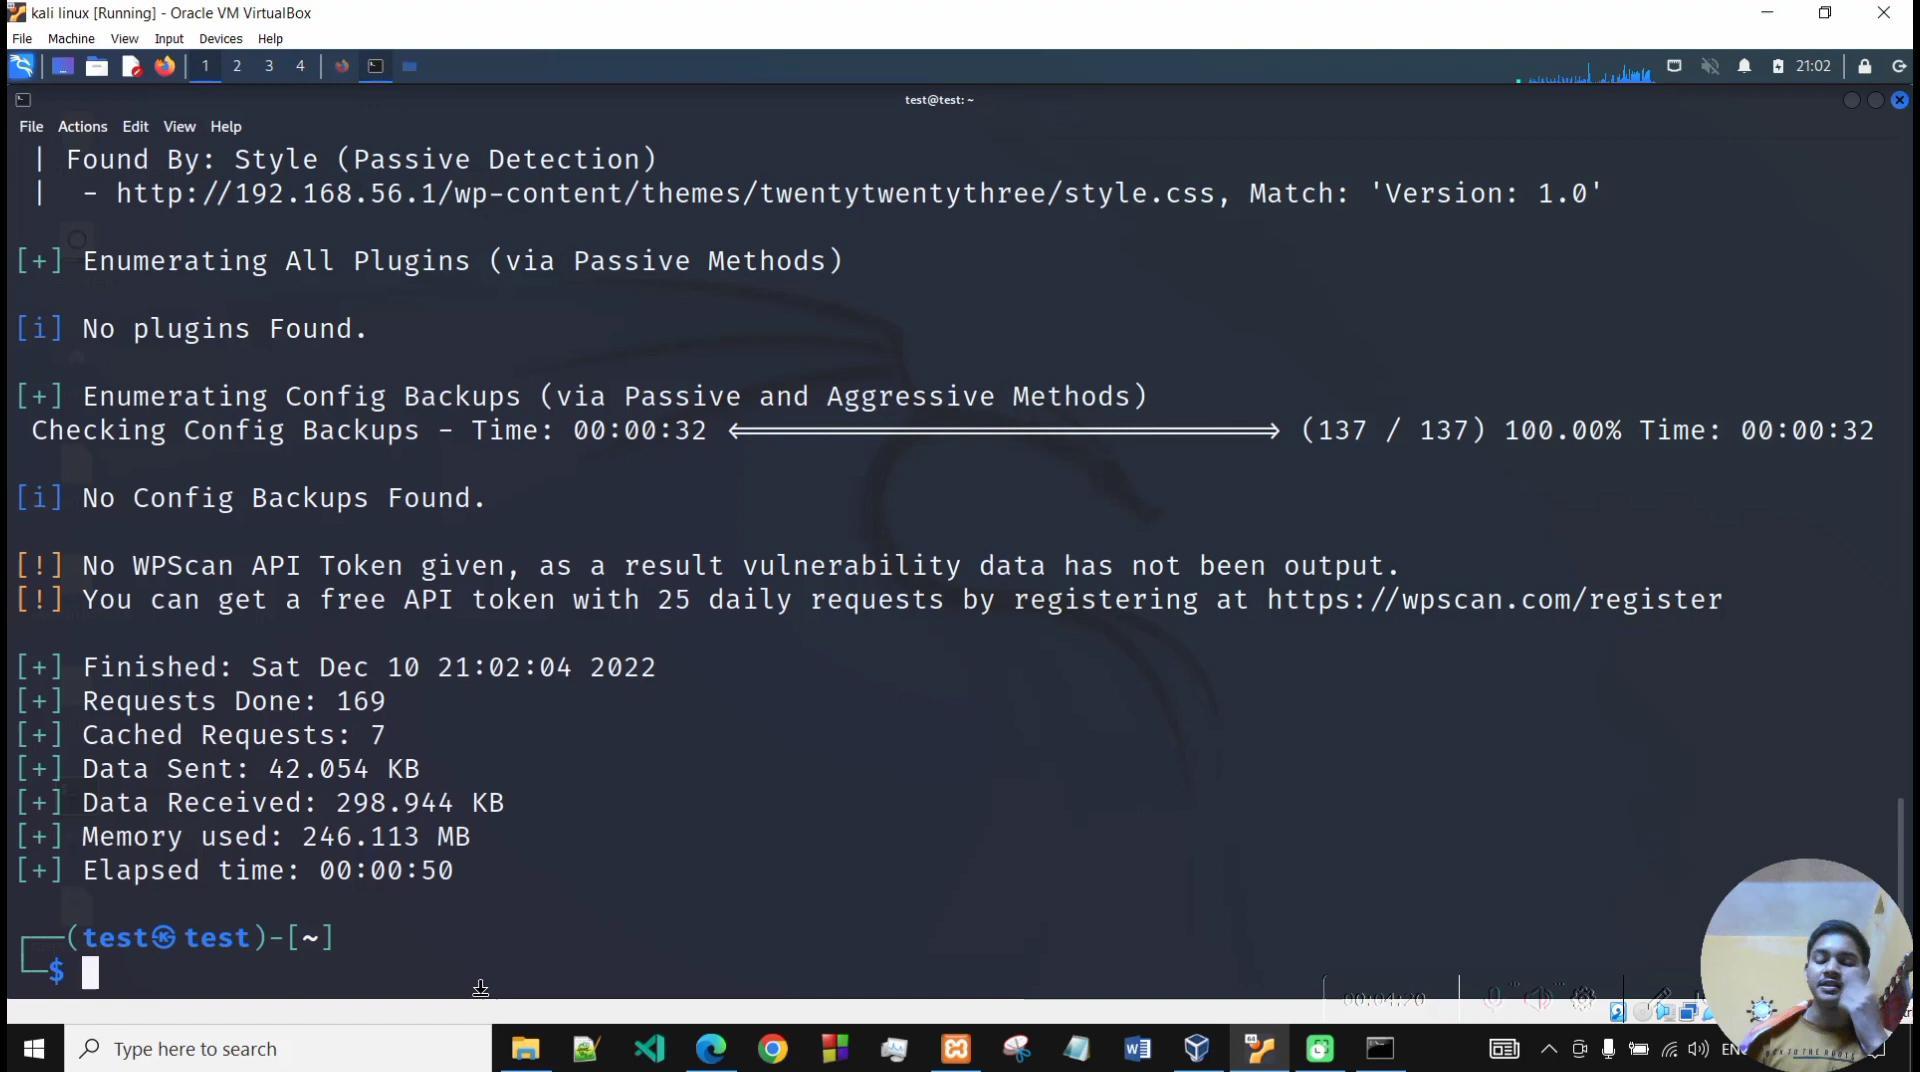 kali linux [Running] - Oracle VM VirtualBox
File Machine View Input Devices Help
1 2 3 4
21:02
test@test: ~
File Actions Edit View Help
| Found By: Style (Passive Detection)
|  - http://192.168.56.1/wp-content/themes/twentytwentythree/style.css, Match: 'Version: 1.0'
[+] Enumerating All Plugins (via Passive Methods)
[i] No plugins Found.
[+] Enumerating Config Backups (via Passive and Aggressive Methods)
Checking Config Backups - Time: 00:00:32 <==================================> (137 / 137) 100.00% Time: 00:00:32
[i] No Config Backups Found.
[!] No WPScan API Token given, as a result vulnerability data has not been output.
[!] You can get a free API token with 25 daily requests by registering at https://wpscan.com/register
[+] Finished: Sat Dec 10 21:02:04 2022
[+] Requests Done: 169
[+] Cached Requests: 7
[+] Data Sent: 42.054 KB
[+] Data Received: 298.944 KB
[+] Memory used: 246.113 MB
[+] Elapsed time: 00:00:50
(test㉿test)-[~]
$
00:04:20
Type here to search